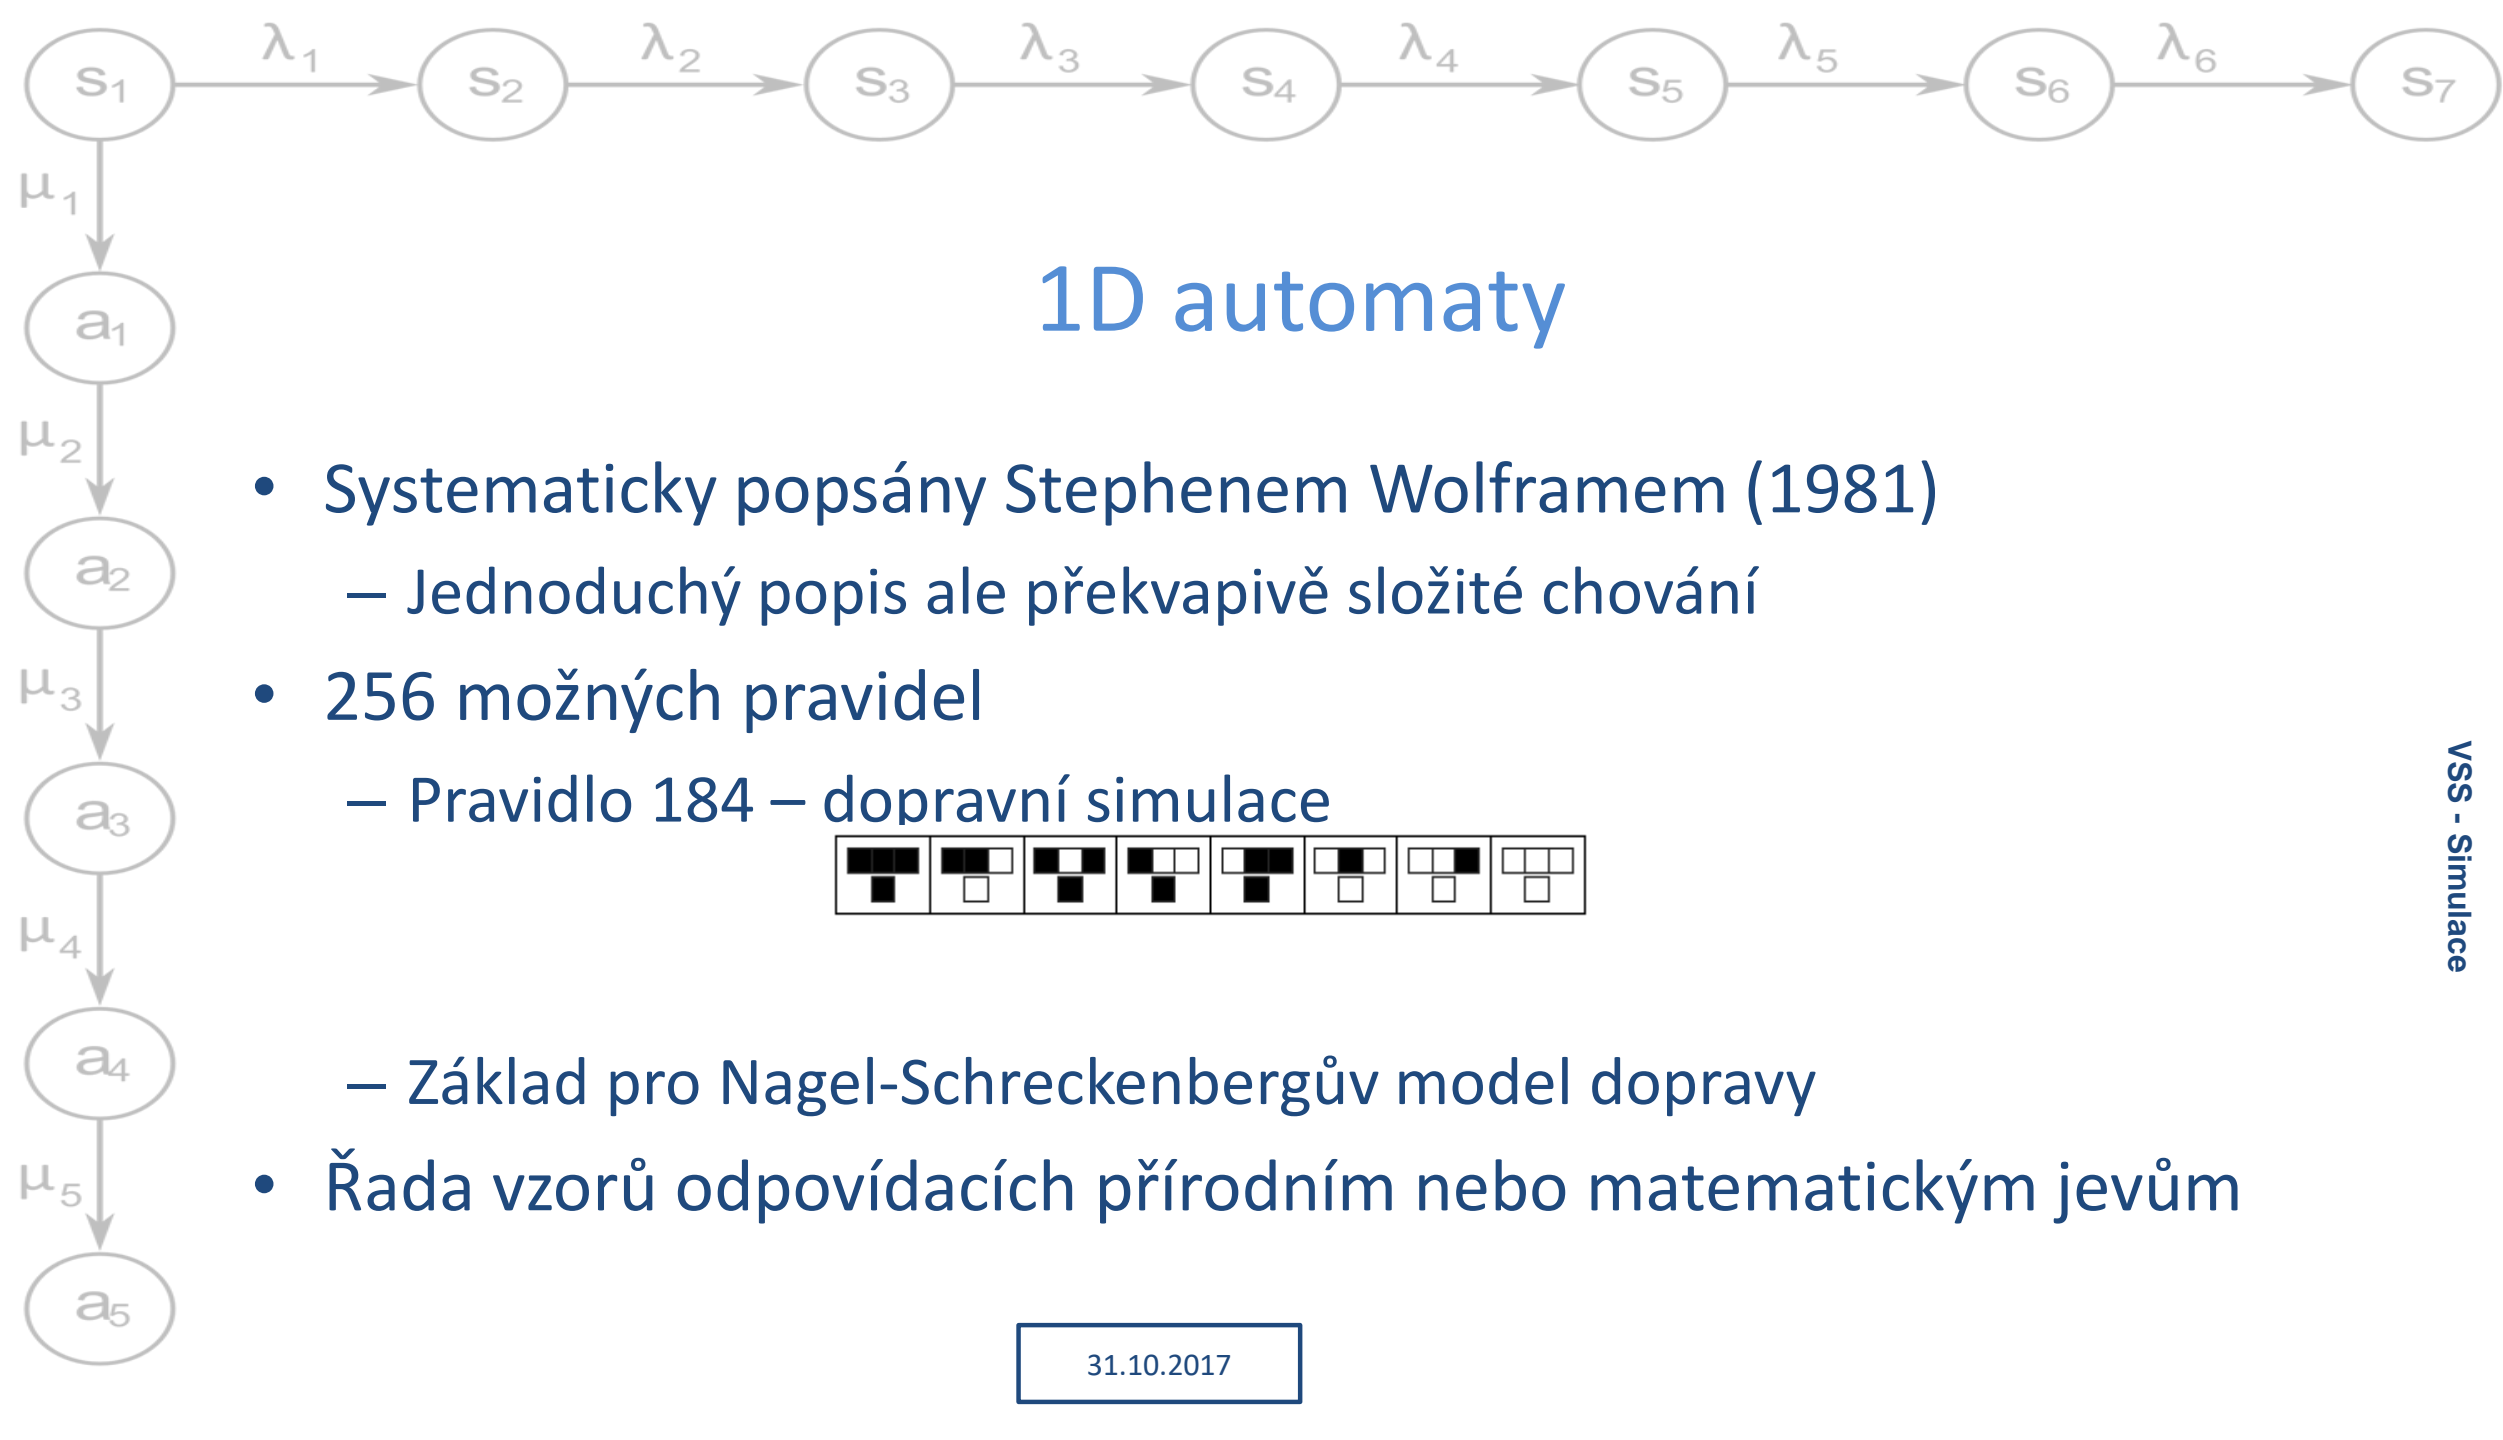 λ1 λ2 λ3 λ4 λ5 λ6
s1 s2 s3 s4 s5 s6 s7
μ1
a1
μ2
a2
μ3
a3
μ4
a4
μ5
a5
1D automaty
• Systematicky popsány Stephenem Wolframem (1981)
– Jednoduchý popis ale překvapivě složité chování
• 256 možných pravidel
– Pravidlo 184 – dopravní simulace
– Základ pro Nagel-Schreckenbergův model dopravy
• Řada vzorů odpovídacích přírodním nebo matematickým jevům
VSS - Simulace
31.10.2017